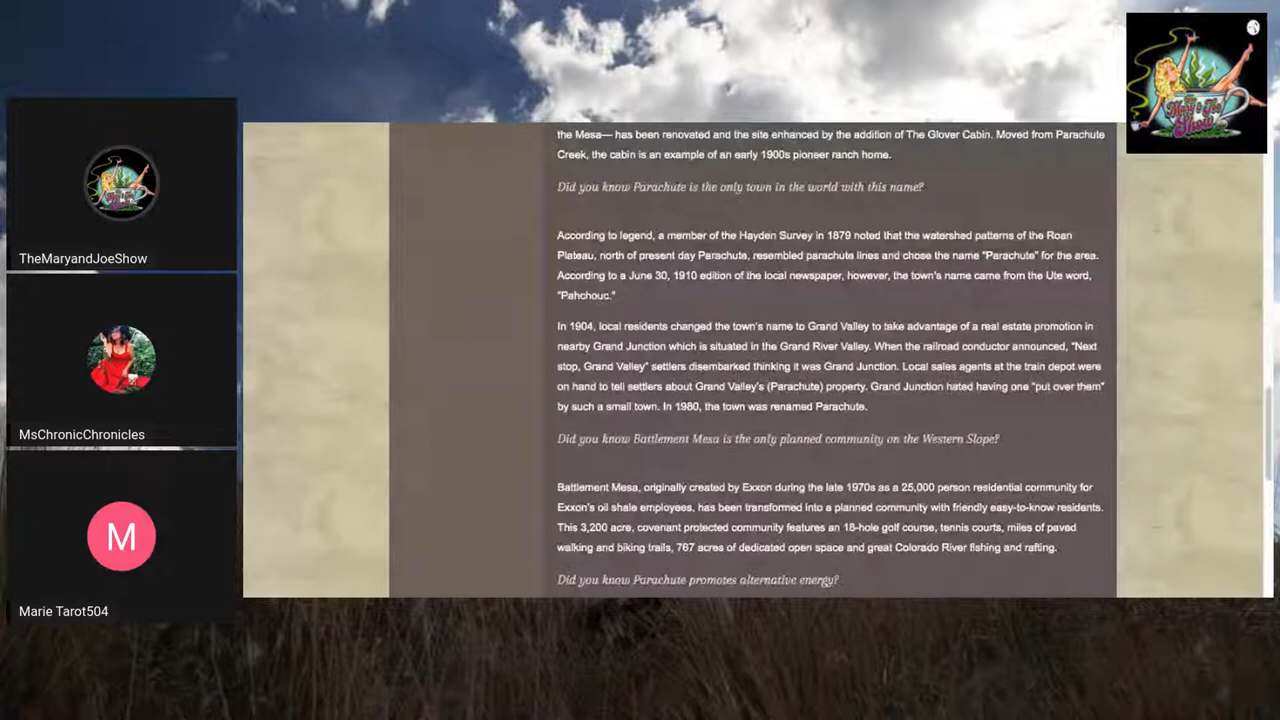 TheMaryandJoeShow
MsChronicChronicles
M
Marie Tarot504
The
Mary & Joe
Show
the Mesa— has been renovated and the site enhanced by the addition of The Glover Cabin. Moved from Parachute
Creek, the cabin is an example of an early 1900s pioneer ranch home.
Did you know Parachute is the only town in the world with this name?
According to legend, a member of the Hayden Survey in 1879 noted that the watershed patterns of the Roan
Plateau, north of present day Parachute, resembled parachute lines and chose the name "Parachute" for the area.
According to a June 30, 1910 edition of the local newspaper, however, the town's name came from the Ute word,
"Pahchouc."
In 1904, local residents changed the town's name to Grand Valley to take advantage of a real estate promotion in
nearby Grand Junction which is situated in the Grand River Valley. When the railroad conductor announced, "Next
stop, Grand Valley" settlers disembarked thinking it was Grand Junction. Local sales agents at the train depot were
on hand to tell settlers about Grand Valley's (Parachute) property. Grand Junction hated having one "put over them"
by such a small town. In 1980, the town was renamed Parachute.
Did you know Battlement Mesa is the only planned community on the Western Slope?
Battlement Mesa, originally created by Exxon during the late 1970s as a 25,000 person residential community for
Exxon's oil shale employees, has been transformed into a planned community with friendly easy-to-know residents.
This 3,200 acre, covenant protected community features an 18-hole golf course, tennis courts, miles of paved
walking and biking trails, 767 acres of dedicated open space and great Colorado River fishing and rafting.
Did you know Parachute promotes alternative energy?